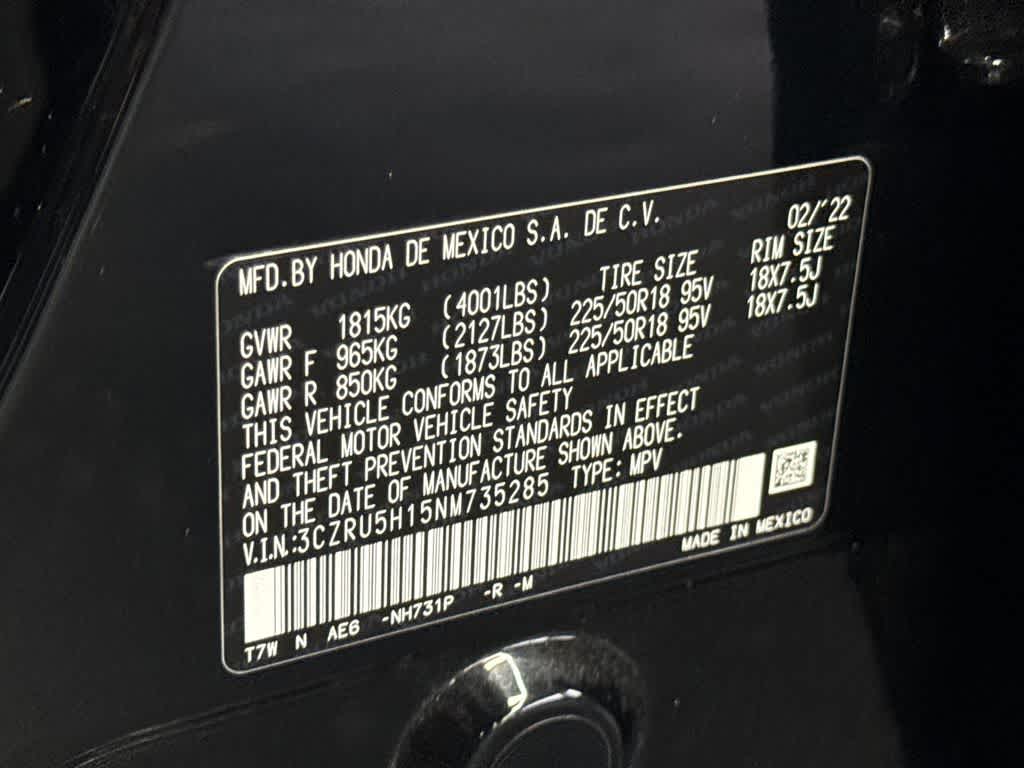 MFD.BY HONDA DE MEXICO S.A. DE C.V. 02/'22
TIRE SIZE RIM SIZE
GVWR 1815KG (4001LBS)
GAWR F 965KG (2127LBS) 225/50R18 95V 18X7.5J
GAWR R 850KG (1873LBS) 225/50R18 95V 18X7.5J
THIS VEHICLE CONFORMS TO ALL APPLICABLE
FEDERAL MOTOR VEHICLE SAFETY
AND THEFT PREVENTION STANDARDS IN EFFECT
ON THE DATE OF MANUFACTURE SHOWN ABOVE.
V.I.N.:3CZRU5H15NM735285 TYPE: MPV
T7W N AE6 -NH731P -R -M MADE IN MEXICO